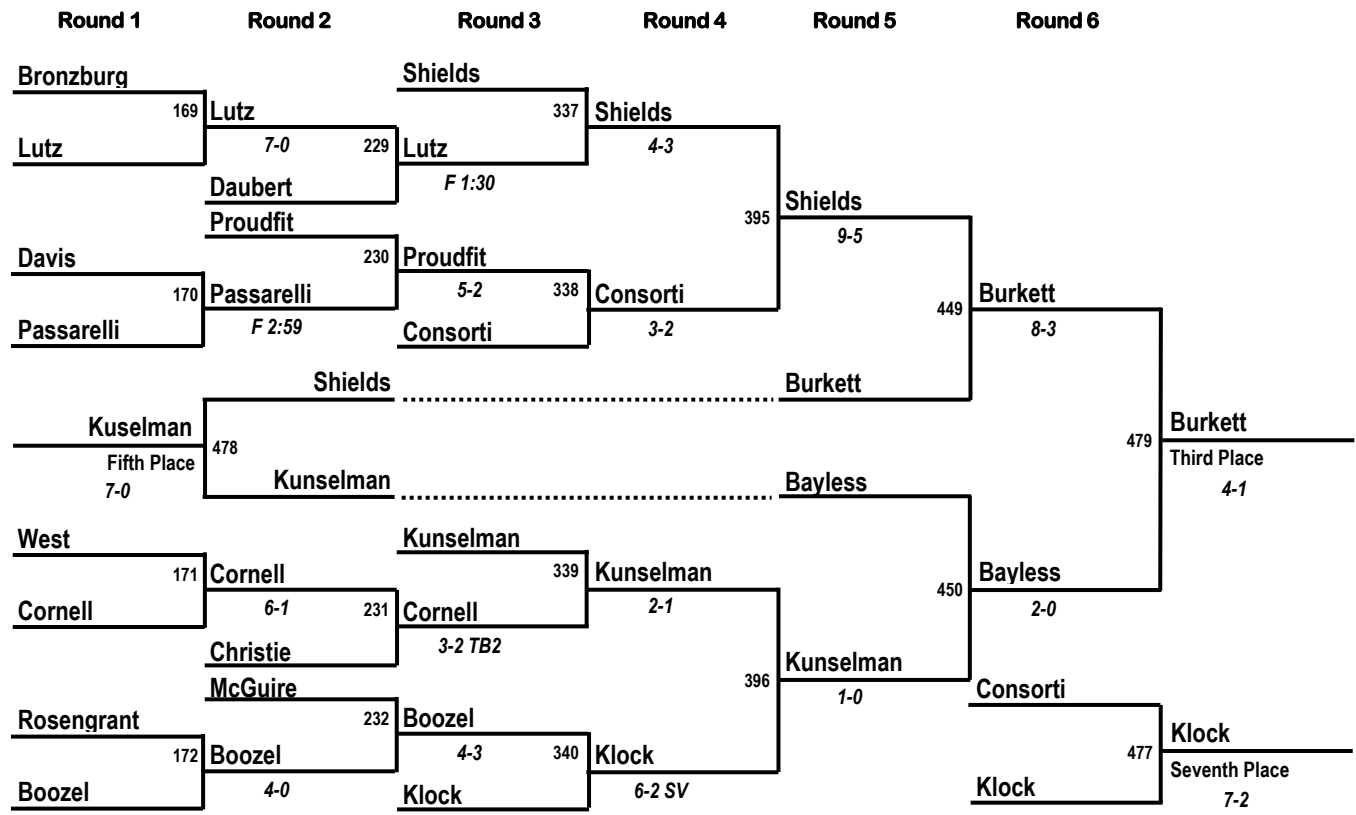 Round 1 Round 2 Round 3 Round 4 Round 5 Round 6
Bronzburg Shields
169 Lutz 337 Shields
Lutz 7-0 229 Lutz 4-3
Daubert F 1:30
395 Shields
Proudfit 9-5
Davis 230 Proudfit
170 Passarelli 5-2 338 Consorti 449 Burkett
Passarelli F 2:59 Consorti 3-2 8-3
Shields Burkett
Kuselman 479 Burkett
Fifth Place 478 Third Place
7-0 Kunselman Bayless 4-1
West Kunselman
171 Cornell 339 Kunselman 450 Bayless
Cornell 6-1 231 Cornell 2-1 2-0
Christie 3-2 TB2
396 Kunselman
McGuire 1-0 Consorti
Rosengrant 232 Boozel
172 Boozel 4-3 340 Klock 477 Klock
Boozel 4-0 Klock 6-2 SV Klock Seventh Place
7-2